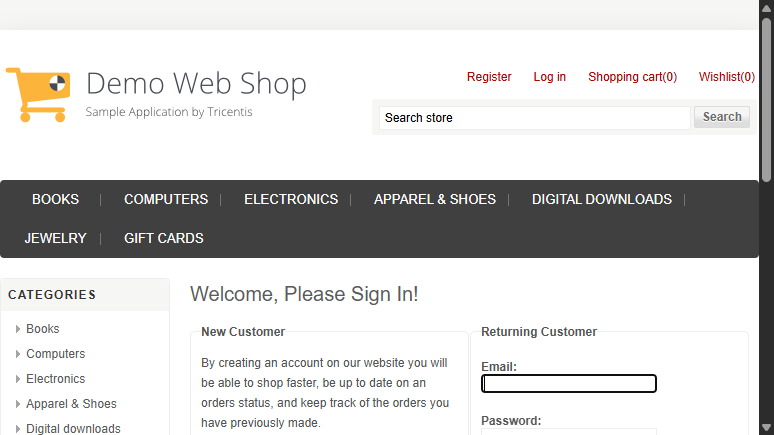 Demo Web Shop
Sample Application by Tricentis
Register Log in Shopping cart(0) Wishlist(0)
Search store Search
BOOKS COMPUTERS ELECTRONICS APPAREL & SHOES DIGITAL DOWNLOADS
JEWELRY GIFT CARDS
CATEGORIES
Books
Computers
Electronics
Apparel & Shoes
Digital downloads
Welcome, Please Sign In!
New Customer
By creating an account on our website you will
be able to shop faster, be up to date on an
orders status, and keep track of the orders you
have previously made.
Returning Customer
Email:
Password: